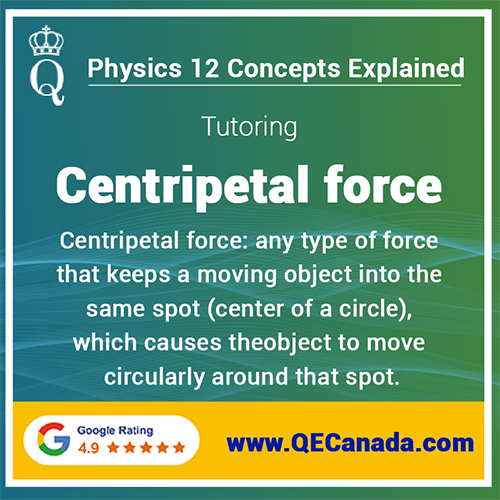 Q
Physics 12 Concepts Explained
Tutoring
Centripetal force
Centripetal force: any type of force
that keeps a moving object into the
same spot (center of a circle),
which causes theobject to move
circularly around that spot.
G
Google Rating
4.9
www.QECanada.com